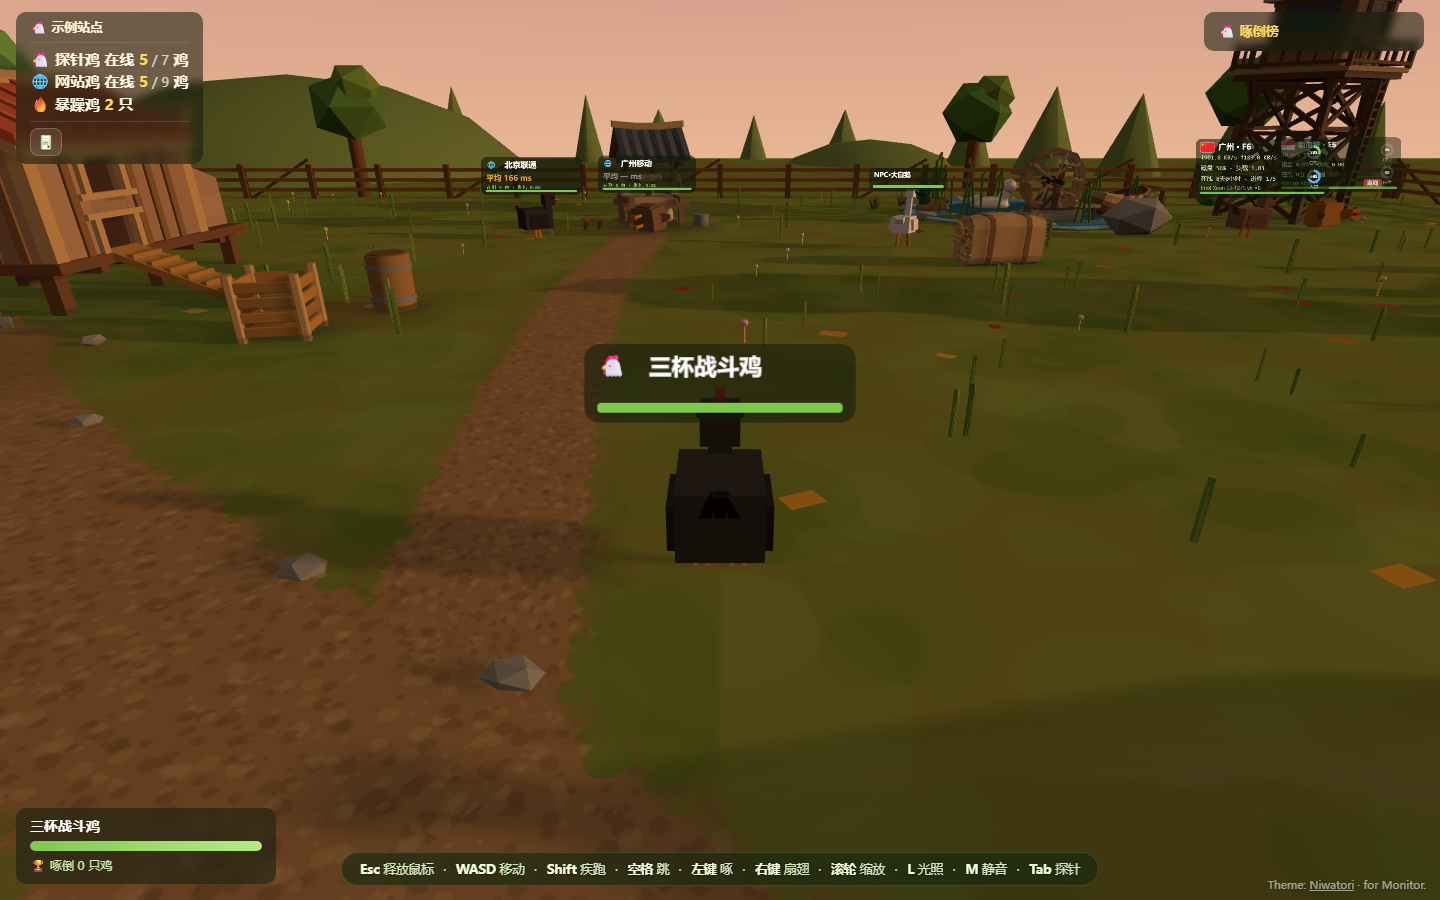 示例站点
探针鸡 在线 5 / 7 鸡
网站鸡 在线 5 / 9 鸡
暴躁鸡 2 只
啄倒榜
北京联通
平均 166 ms
广州移动
平均 — ms
NPC·大白鹅
广州 · F6
三杯战斗鸡
三杯战斗鸡
啄倒 0 只鸡
Esc 释放鼠标 · WASD 移动 · Shift 疾跑 · 空格 跳 · 左键 啄 · 右键 扇翅 · 滚轮 缩放 · L 光照 · M 静音 · Tab 探针
Theme: Niwatori · for Monitor.